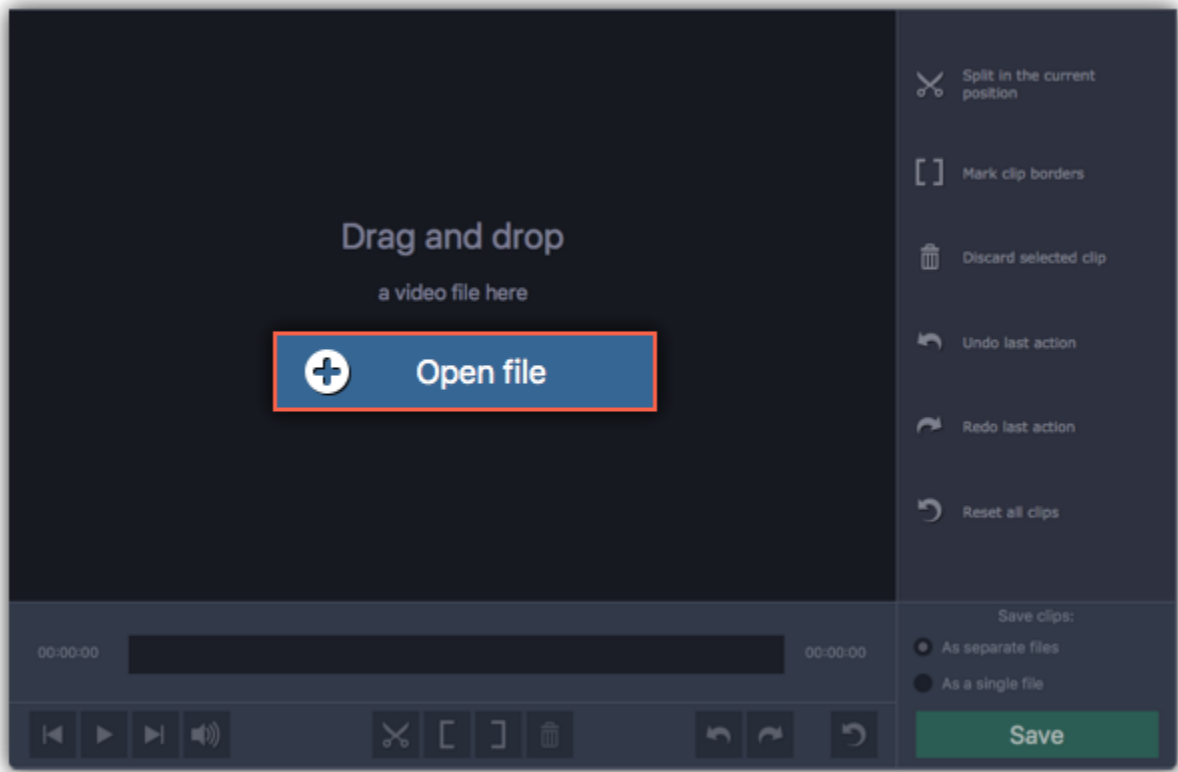 Split in the current
position
Mark clip borders
Drag and drop
Discard selected clip
a video file here
Undo last action
Open file
Redo last action
Reset all clips
Save clips:
00:00:00
00:00:00
As separate files
As a single file
Save